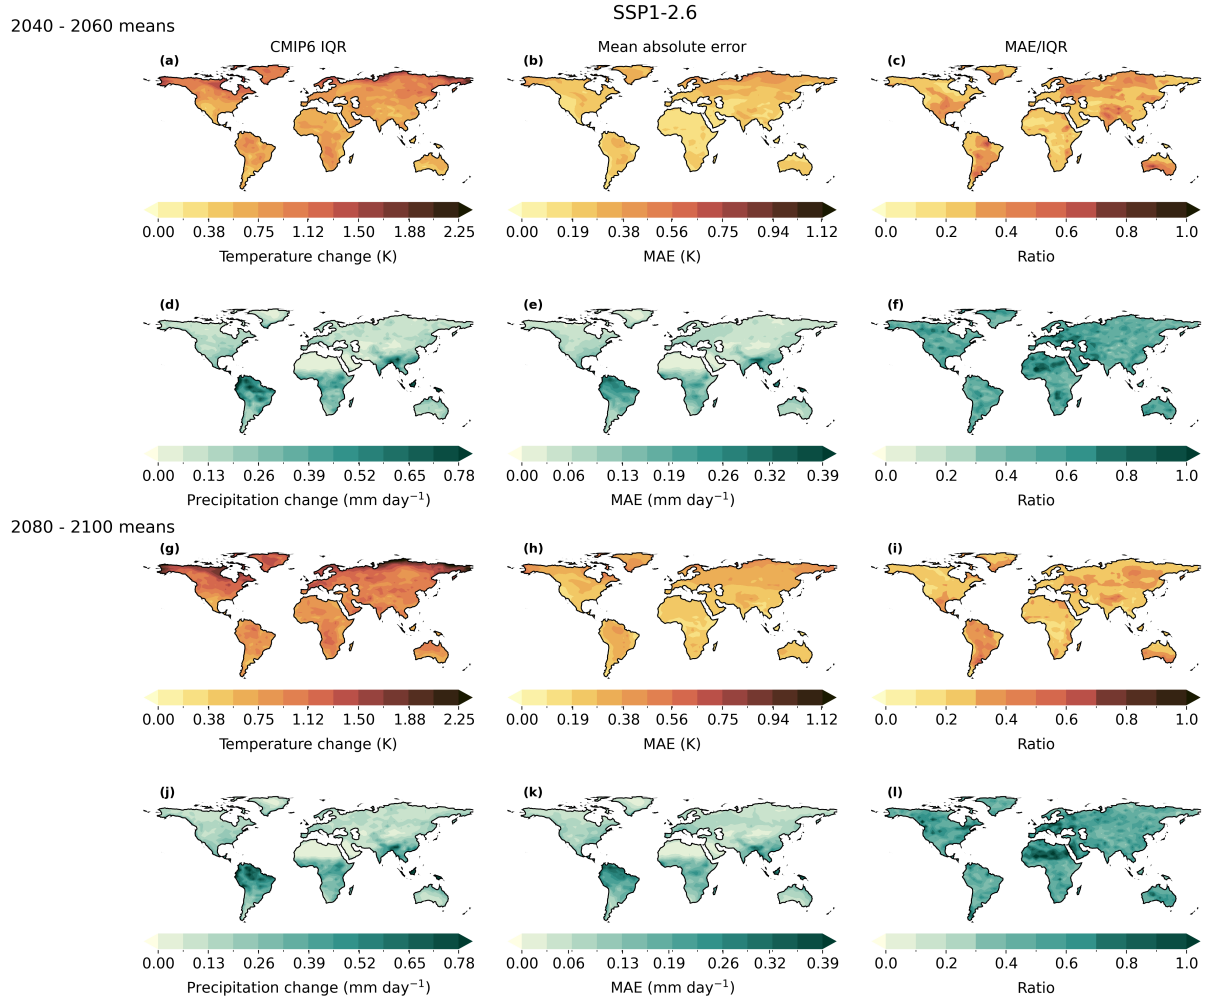 SSP1-2.6
2040 - 2060 means
CMIP6 IQR Mean absolute error MAE/IQR
(a) (b) (c)
0.00 0.38 0.75 1.12 1.50 1.88 2.25 0.00 0.19 0.38 0.56 0.75 0.94 1.12 0.0 0.2 0.4 0.6 0.8 1.0
Temperature change (K) MAE (K) Ratio
(d) (e) (f)
0.00 0.13 0.26 0.39 0.52 0.65 0.78 0.00 0.06 0.13 0.19 0.26 0.32 0.39 0.0 0.2 0.4 0.6 0.8 1.0
Precipitation change (mm day⁻¹) MAE (mm day⁻¹) Ratio
2080 - 2100 means
(g) (h) (i)
0.00 0.38 0.75 1.12 1.50 1.88 2.25 0.00 0.19 0.38 0.56 0.75 0.94 1.12 0.0 0.2 0.4 0.6 0.8 1.0
Temperature change (K) MAE (K) Ratio
(j) (k) (l)
0.00 0.13 0.26 0.39 0.52 0.65 0.78 0.00 0.06 0.13 0.19 0.26 0.32 0.39 0.0 0.2 0.4 0.6 0.8 1.0
Precipitation change (mm day⁻¹) MAE (mm day⁻¹) Ratio